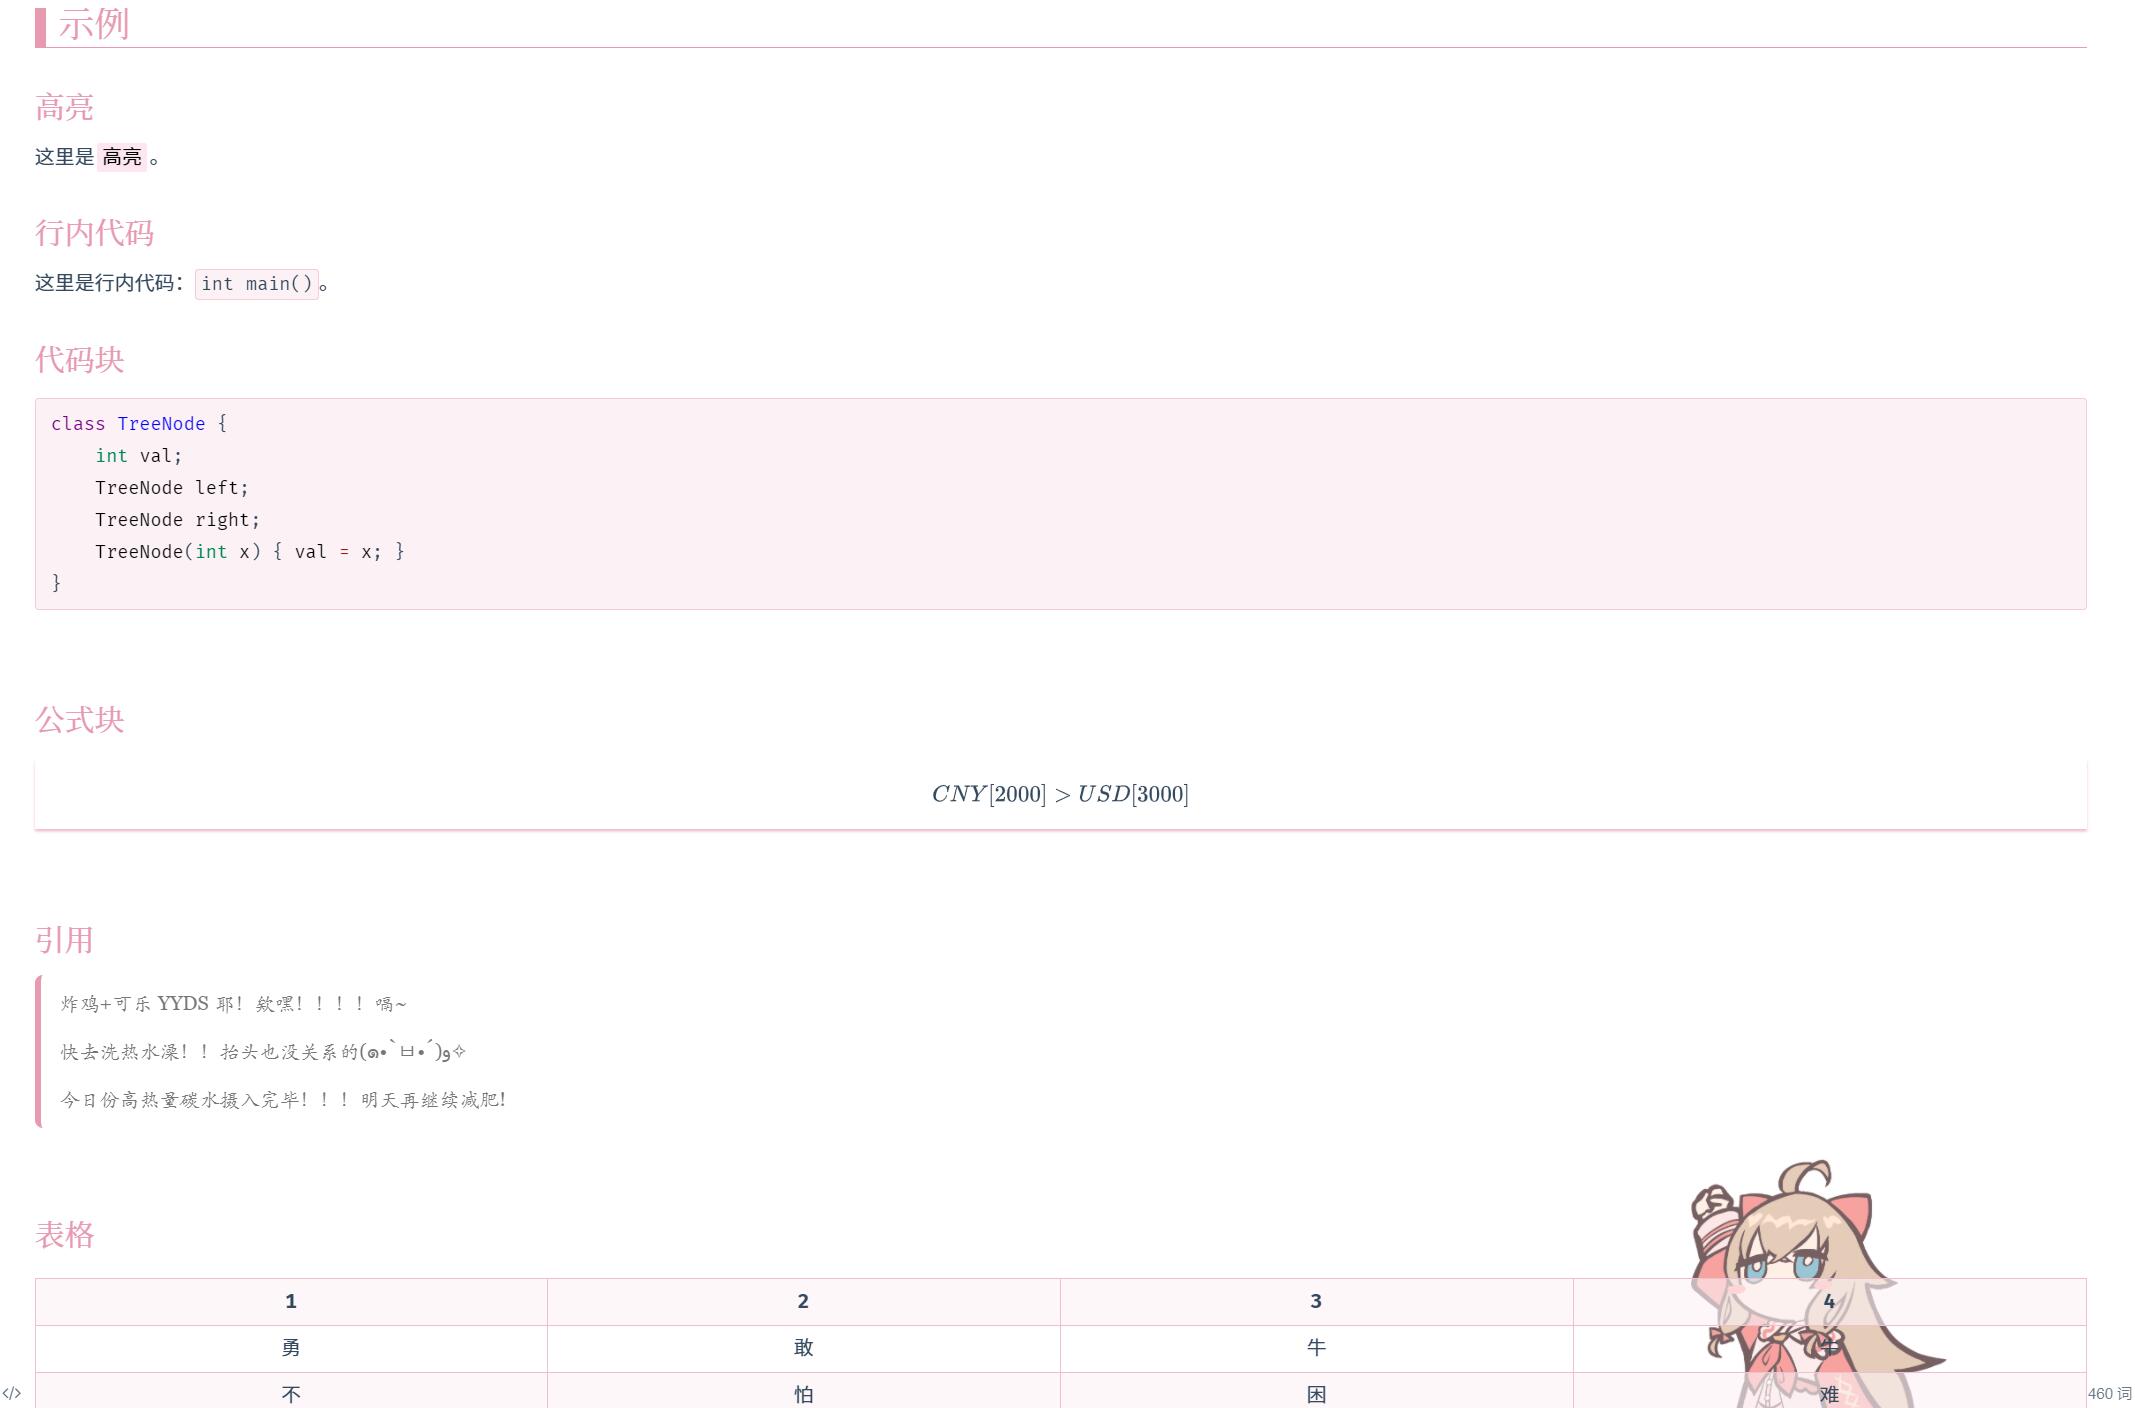 示例
高亮
这里是 高亮 。
行内代码
这里是行内代码： int main() 。
代码块
class TreeNode {
    int val;
    TreeNode left;
    TreeNode right;
    TreeNode(int x) { val = x; }
}
公式块
CNY[2000] > USD[3000]
引用
炸鸡+可乐 YYDS 耶！欸嘿！！！！嗝~
快去洗热水澡！！抬头也没关系的(๑•̀ㅂ•́)و✧
今日份高热量碳水摄入完毕！！！明天再继续减肥！
表格
1 2 3 4
勇 敢 牛 牛
不 怕 困 难
</> 460 词